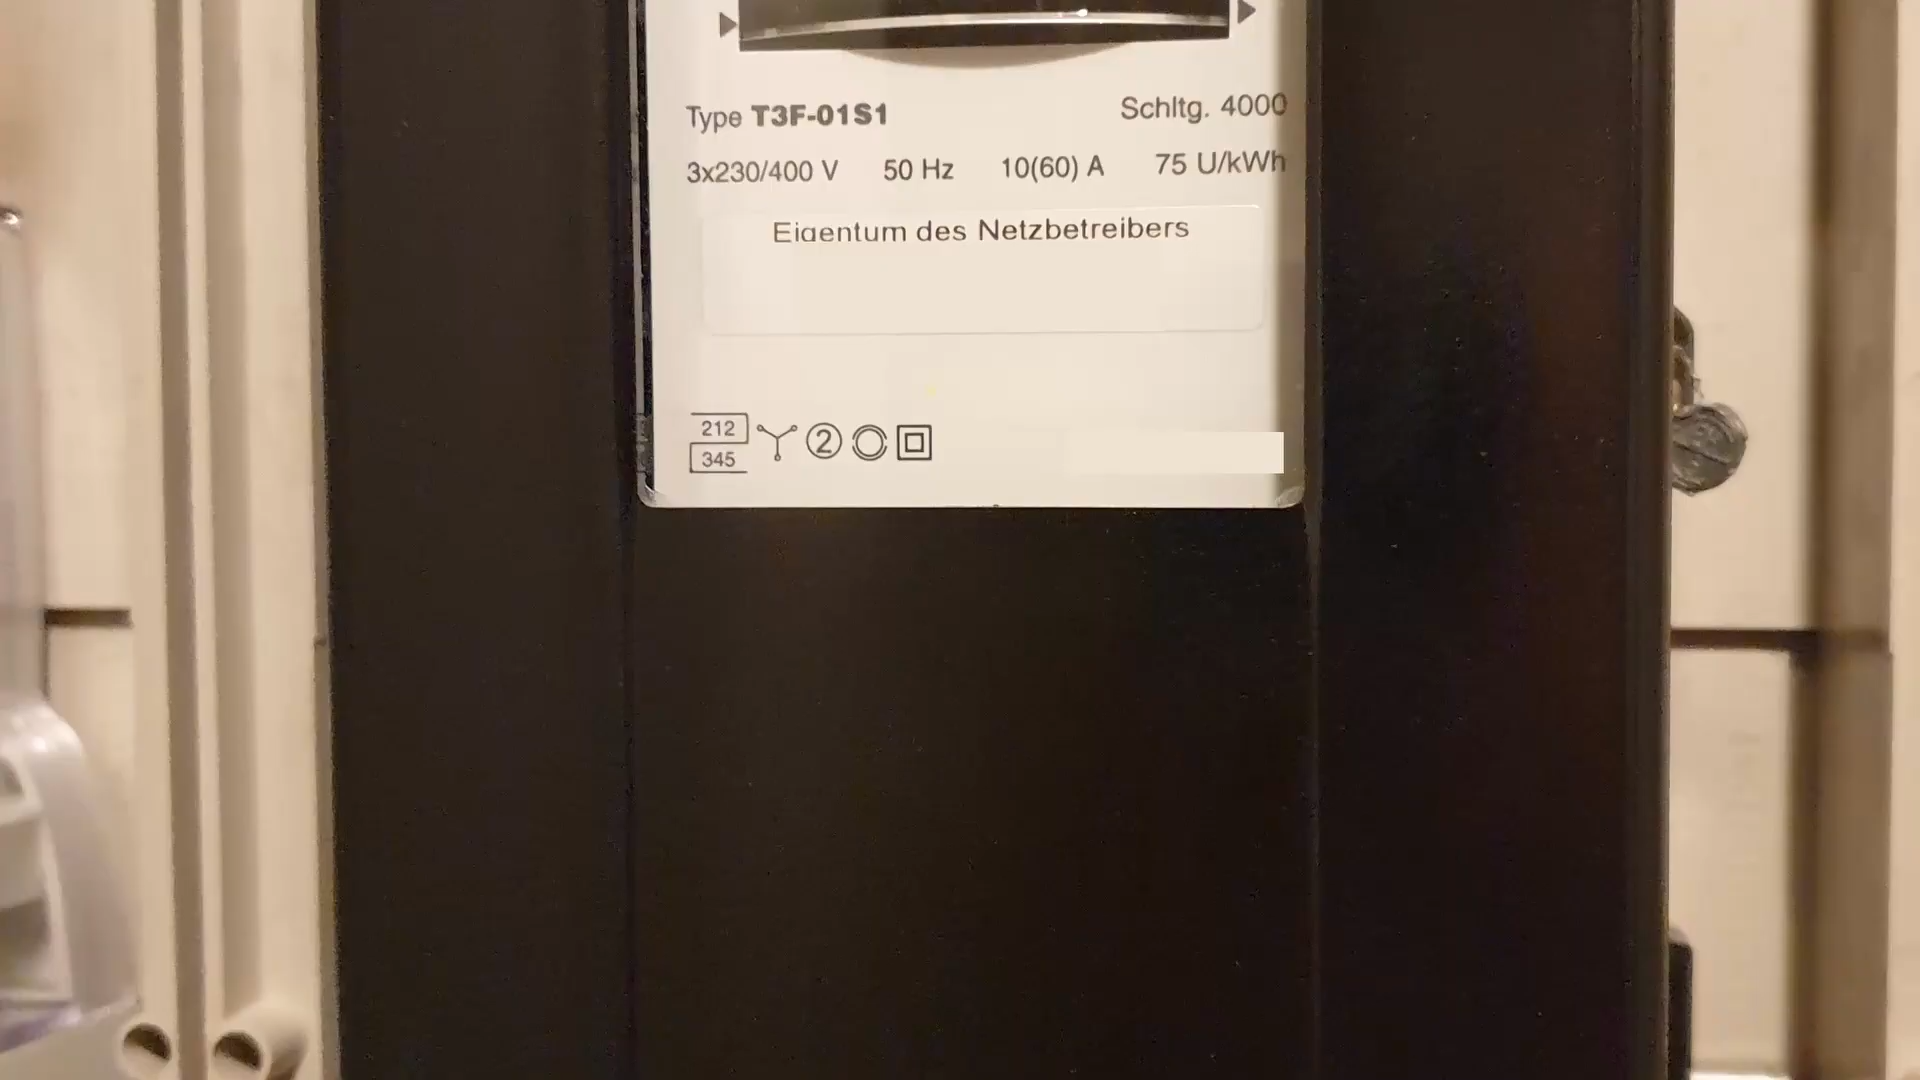 Type T3F-01S1 Schltg. 4000
3x230/400 V 50 Hz 10(60) A 75 U/kWh
Eigentum des Netzbetreibers
212
345
2